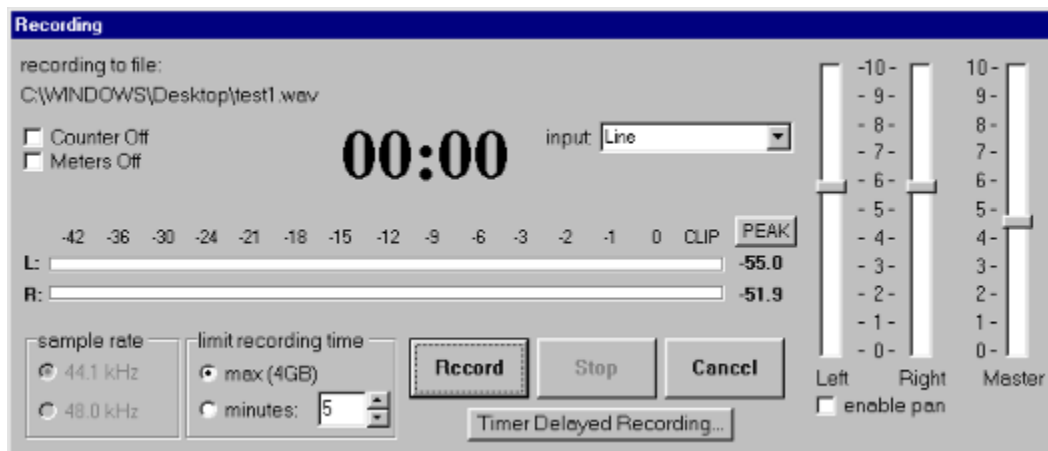 Recording
recording to file:
C:\WINDOWS\Desktop\test1.wav
Counter Off
Meters Off
00:00
input: Line
-42 -36 -30 -24 -21 -18 -15 -12 -9 -6 -3 -2 -1 0 CLIP PEAK
L: -55.0
R: -51.9
sample rate
44.1 kHz
48.0 kHz
limit recording time
max (4GB)
minutes: 5
Record Stop Cancel
Timer Delayed Recording...
-10- 10-
- 9- 9-
- 8- 8-
- 7- 7-
- 6- 6-
- 5- 5-
- 4- 4-
- 3- 3-
- 2- 2-
- 1- 1-
- 0- 0-
Left Right Master
enable pan